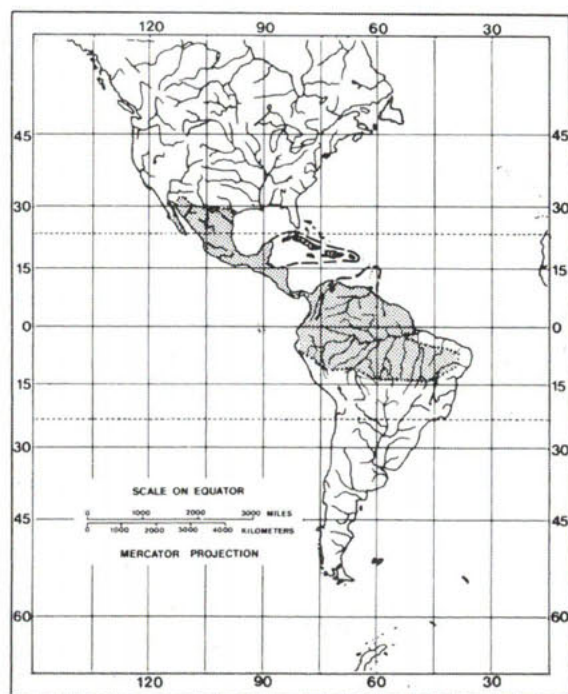 120 90 60 30
45 45
30 30
15 15
0 0
15 15
30 30
SCALE ON EQUATOR
0 1000 2000 3000 MILES
0 1000 2000 3000 4000 KILOMETERS
45 45
MERCATOR PROJECTION
60 60
120 90 60 30